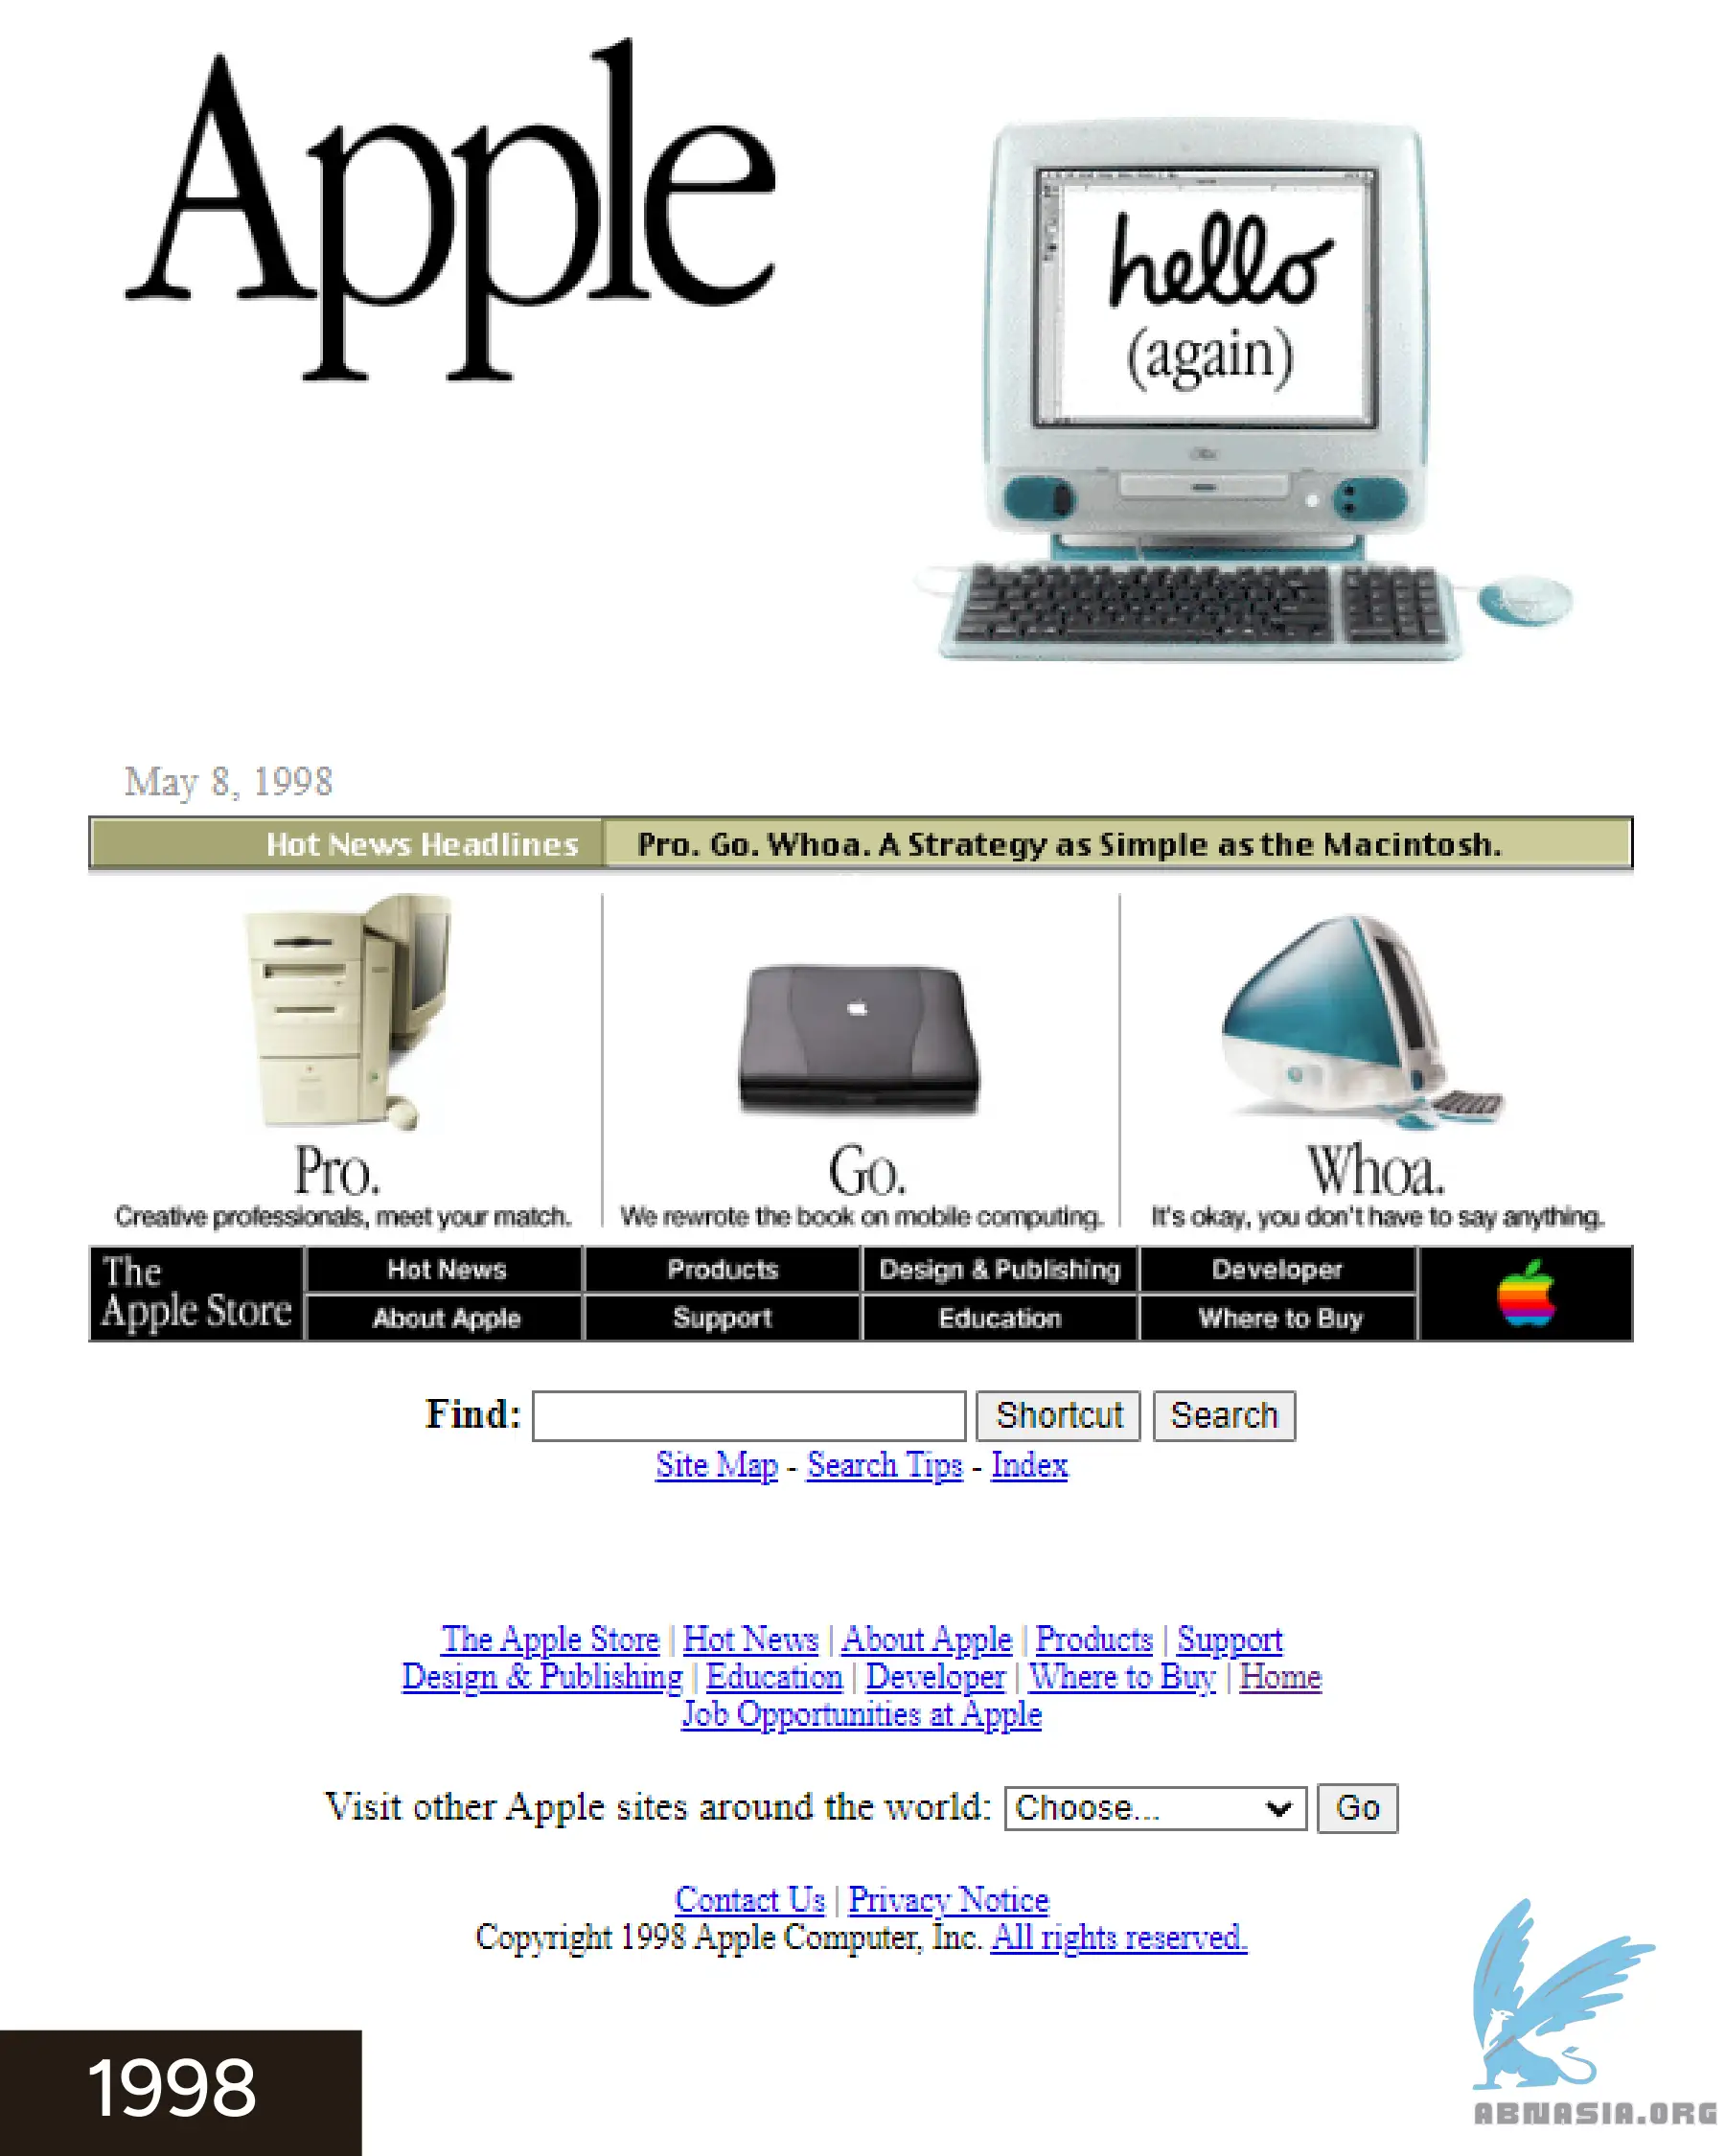 Apple
hello
(again)
May 8, 1998
Hot News Headlines
Pro. Go. Whoa. A Strategy as Simple as the Macintosh.
Pro.
Creative professionals, meet your match.
Go.
We rewrote the book on mobile computing.
Whoa.
It's okay, you don't have to say anything.
The
Apple Store
Hot News
Products
Design & Publishing
Developer
About Apple
Support
Education
Where to Buy
Find: Shortcut Search
Site Map - Search Tips - Index
The Apple Store | Hot News | About Apple | Products | Support
Design & Publishing | Education | Developer | Where to Buy | Home
Job Opportunities at Apple
Visit other Apple sites around the world: Choose... Go
Contact Us | Privacy Notice
Copyright 1998 Apple Computer, Inc. All rights reserved.
1998
ABNASIA.ORG